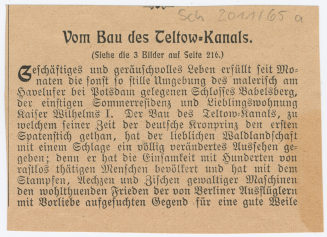 Sch 2011/65 a
Vom Bau des Teltow-Kanals.
(Siehe die 3 Bilder auf Seite 216.)
Geschäftiges und geräuschvolles Leben erfüllt seit Mo-
naten die sonst so stille Umgebung des malerisch am
Havelufer bei Potsdam gelegenen Schlosses Babelsberg,
der einstigen Sommerresidenz und Lieblingswohnung
Kaiser Wilhelms I. Der Bau des Teltow-Kanals, zu
welchem seiner Zeit der deutsche Kronprinz den ersten
Spatenstich gethan, hat der lieblichen Waldlandschaft
mit einem Schlage ein völlig verändertes Aussehen ge-
geben; denn er hat die Einsamkeit mit Hunderten von
rastlos thätigen Menschen bevölkert und hat mit dem
Stampfen, Aechzen und Zischen gewaltiger Maschinen
den wohlthuenden Frieden der von Berliner Ausflüglern
mit Vorliebe aufgesuchten Gegend für eine gute Weile